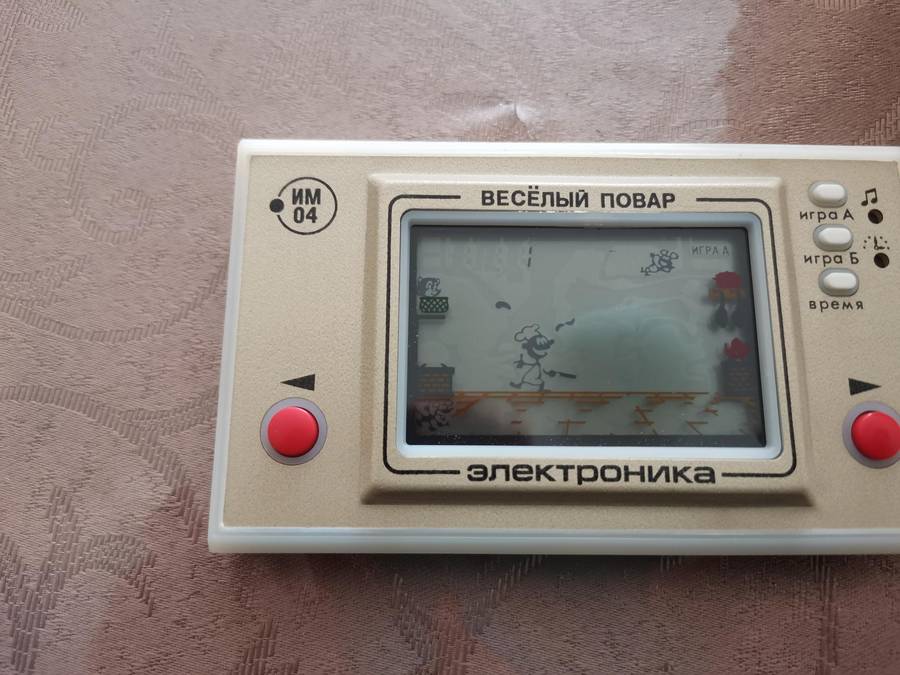 ИМ
04
ВЕСЁЛЫЙ ПОВАР
ИГРА А
игра А
игра Б
время
электроника